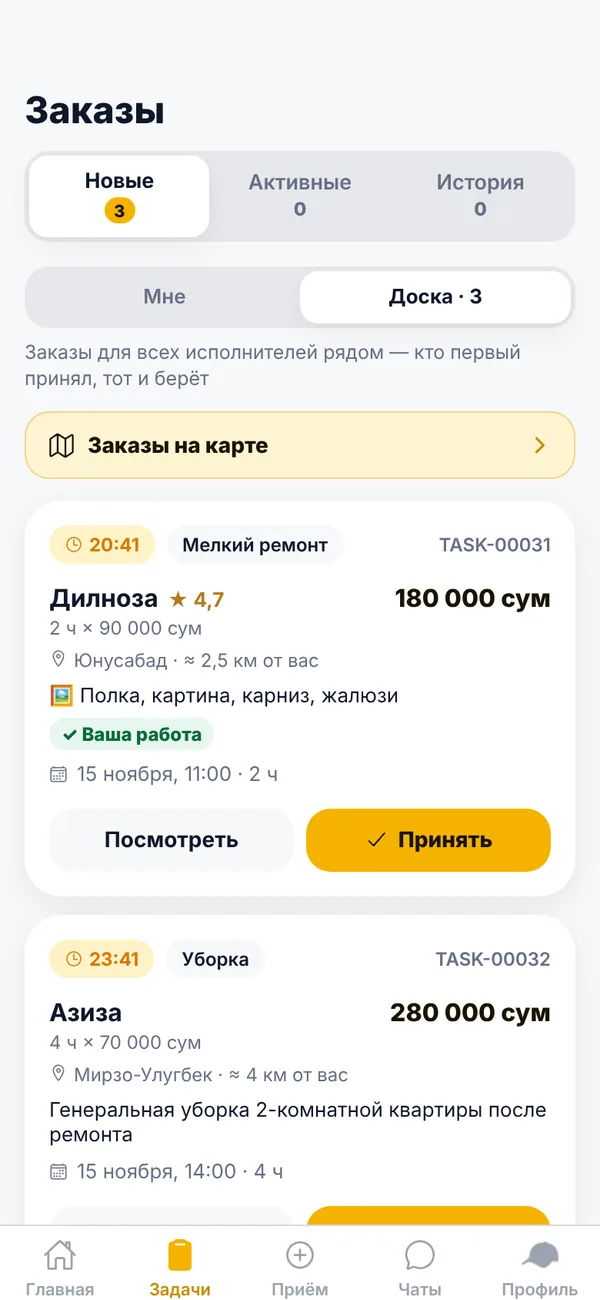 Заказы
Новые
3
Активные
0
История
0
Мне
Доска · 3
Заказы для всех исполнителей рядом — кто первый
принял, тот и берёт
Заказы на карте
20:41
Мелкий ремонт
TASK-00031
Дилноза ★ 4,7
180 000 сум
2 ч × 90 000 сум
Юнусабад · ≈ 2,5 км от вас
Полка, картина, карниз, жалюзи
✓ Ваша работа
15 ноября, 11:00 · 2 ч
Посмотреть
Принять
23:41
Уборка
TASK-00032
Азиза
280 000 сум
4 ч × 70 000 сум
Мирзо-Улугбек · ≈ 4 км от вас
Генеральная уборка 2-комнатной квартиры после
ремонта
15 ноября, 14:00 · 4 ч
Главная
Задачи
Приём
Чаты
Профиль